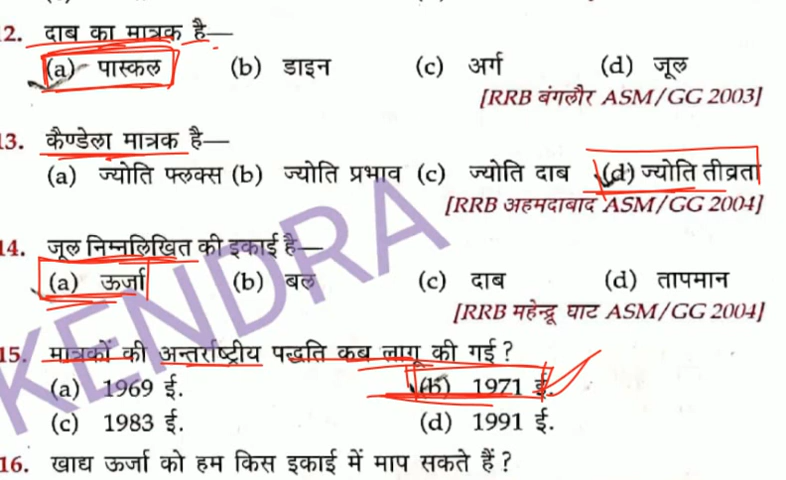 12. दाब का मात्रक है—
(a) पास्कल (b) डाइन (c) अर्ग (d) जूल
[RRB बंगलौर ASM/GG 2003]
13. कैण्डेला मात्रक है—
(a) ज्योति फ्लक्स (b) ज्योति प्रभाव (c) ज्योति दाब (d) ज्योति तीव्रता
[RRB अहमदाबाद ASM/GG 2004]
14. जूल निम्नलिखित की इकाई है—
(a) ऊर्जा (b) बल (c) दाब (d) तापमान
[RRB महेन्द्रू घाट ASM/GG 2004]
KENDRA
15. मात्रकों की अन्तर्राष्ट्रीय पद्धति कब लागू की गई ?
(a) 1969 ई. (b) 1971 ई.
(c) 1983 ई. (d) 1991 ई.
16. खाद्य ऊर्जा को हम किस इकाई में माप सकते हैं ?